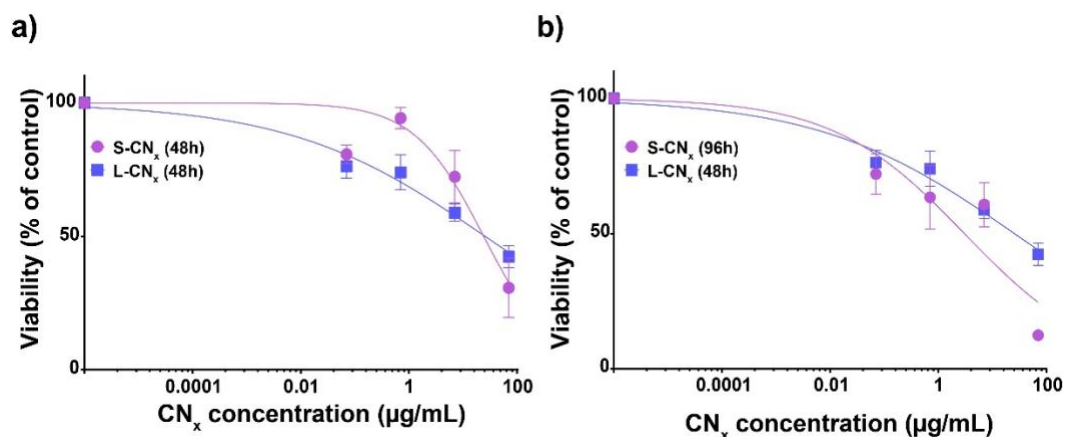 a)
Viability (% of control)
100
50
0
S-CNx (48h)
L-CNx (48h)
0.0001
0.01
1
100
CNx concentration (µg/mL)
b)
Viability (% of control)
100
50
0
S-CNx (96h)
L-CNx (48h)
0.0001
0.01
1
100
CNx concentration (µg/mL)